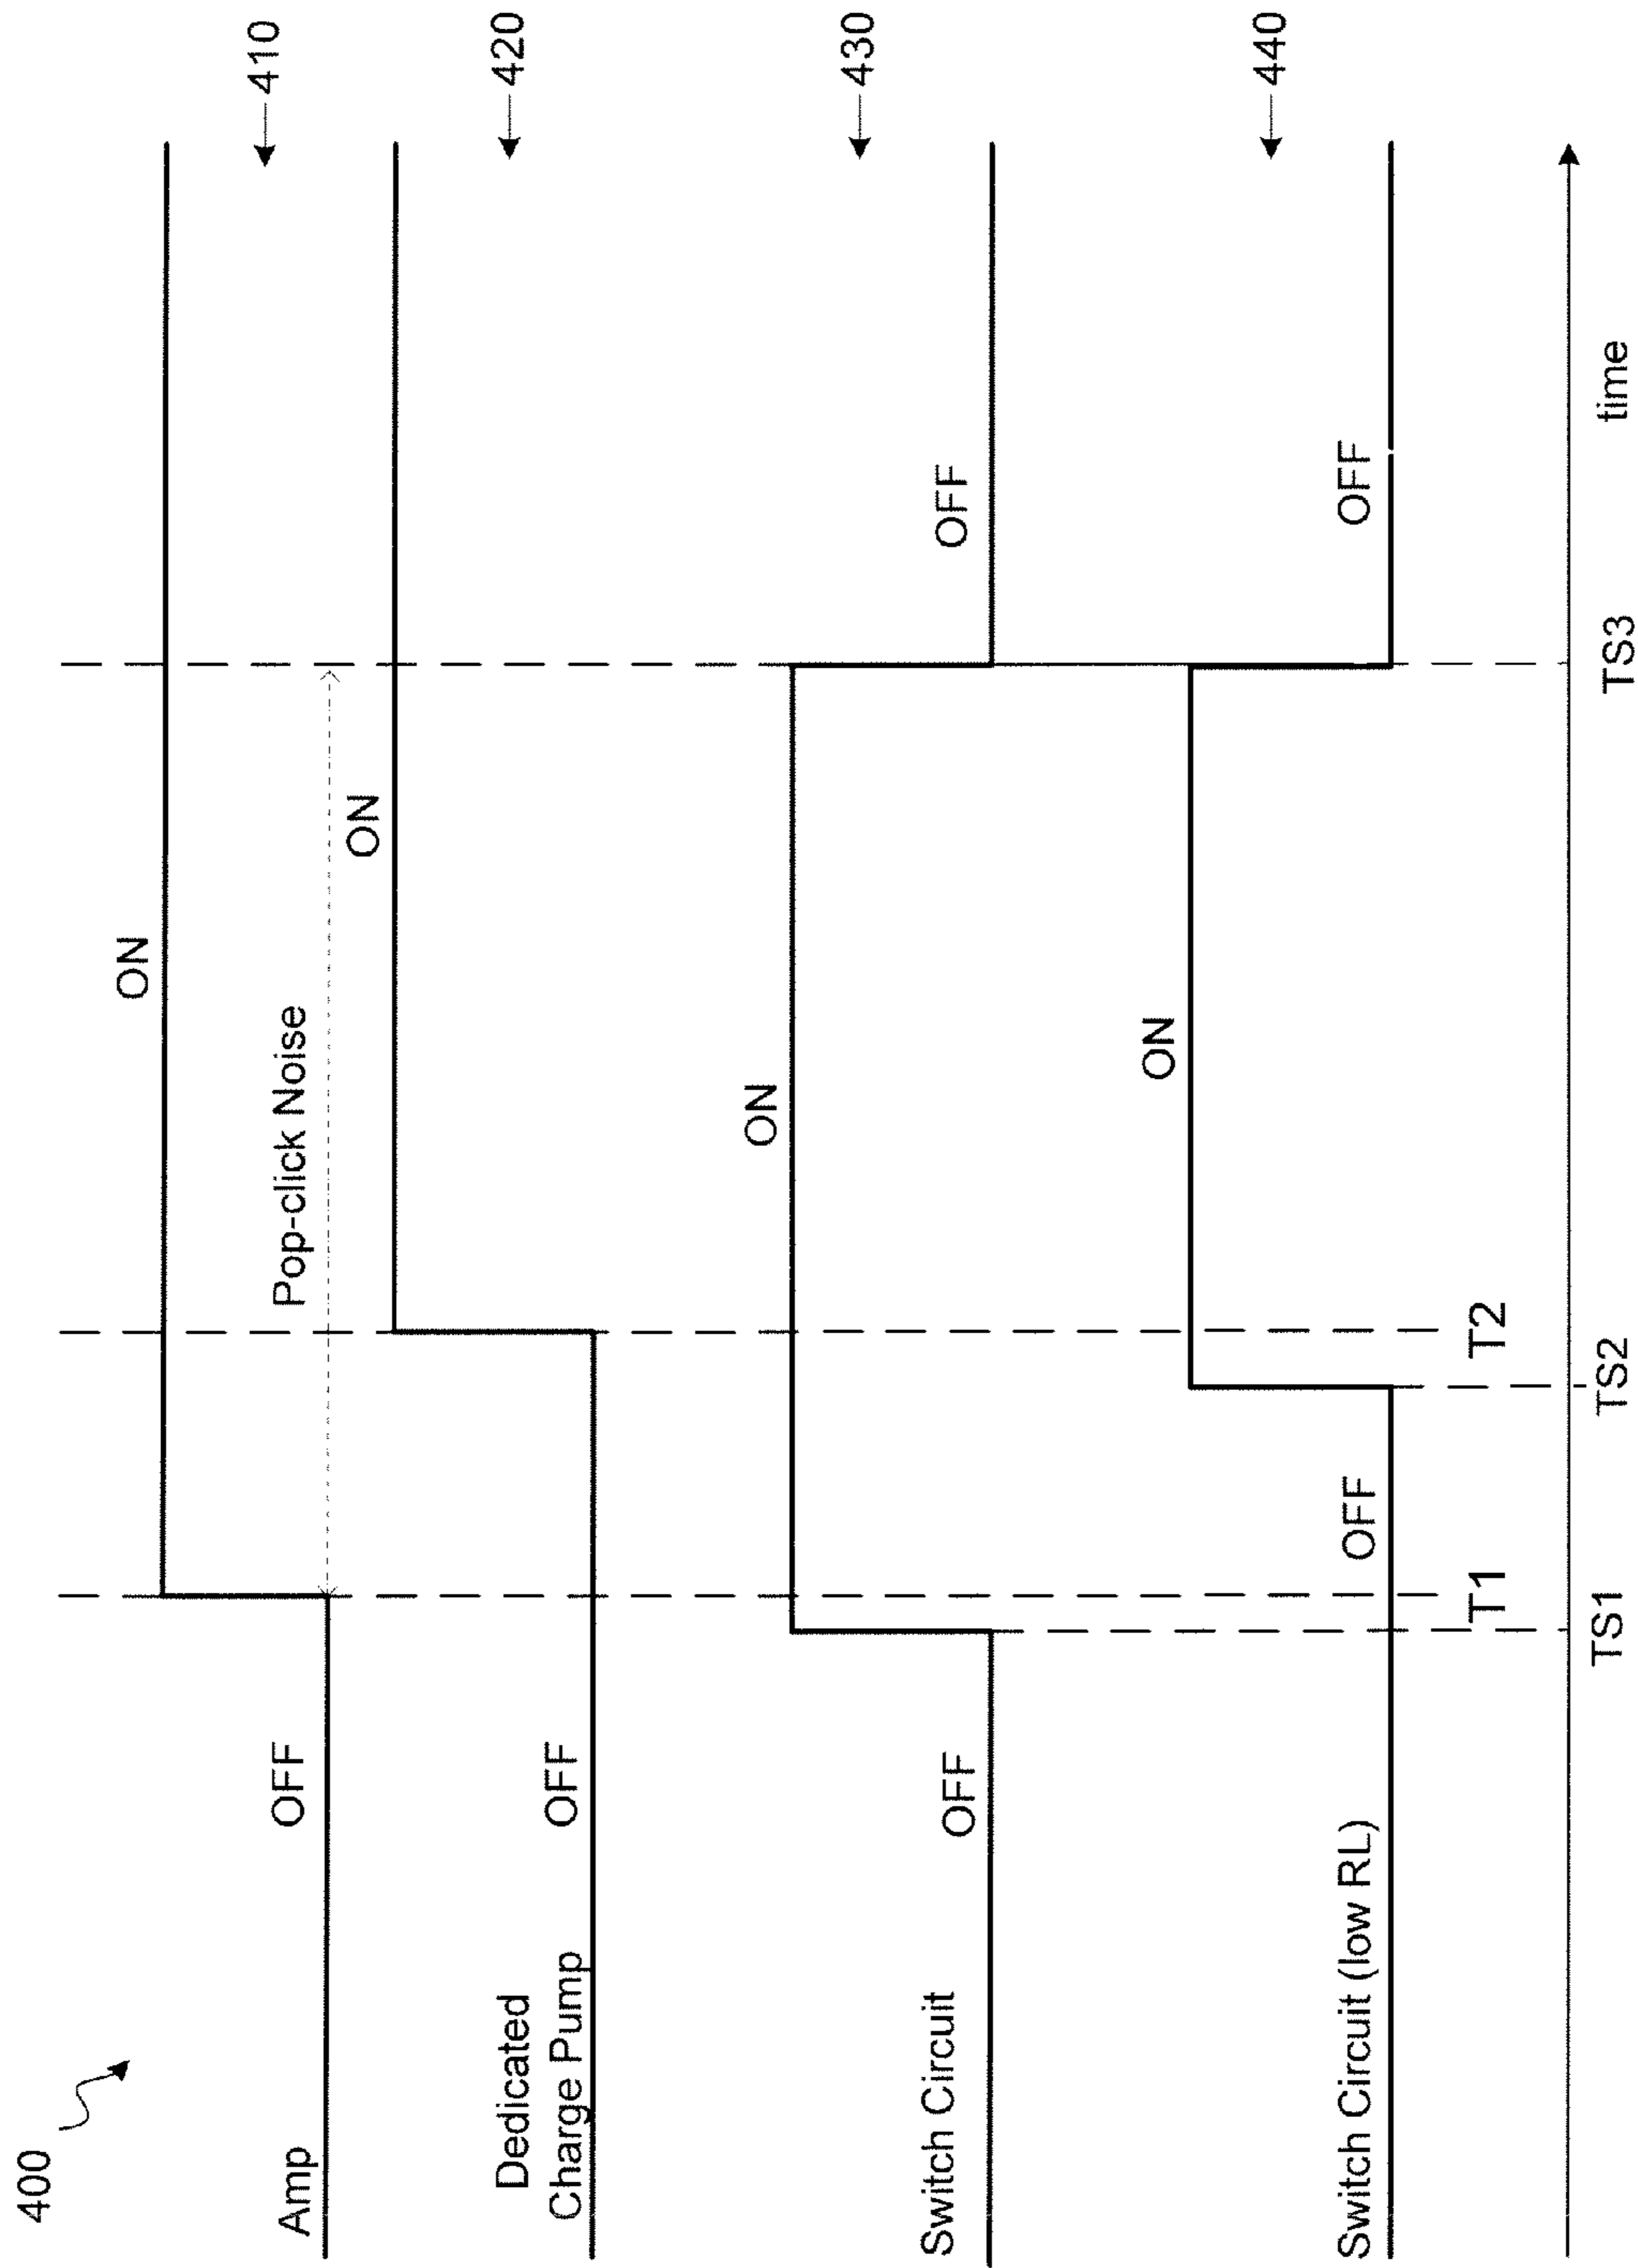 400
Amp
OFF
ON
Pop-click Noise
410
Dedicated
Charge Pump
OFF
ON
420
Switch Circuit
OFF
ON
OFF
430
Switch Circuit (low RL)
OFF
ON
OFF
440
T1
T2
TS1
TS2
TS3
time